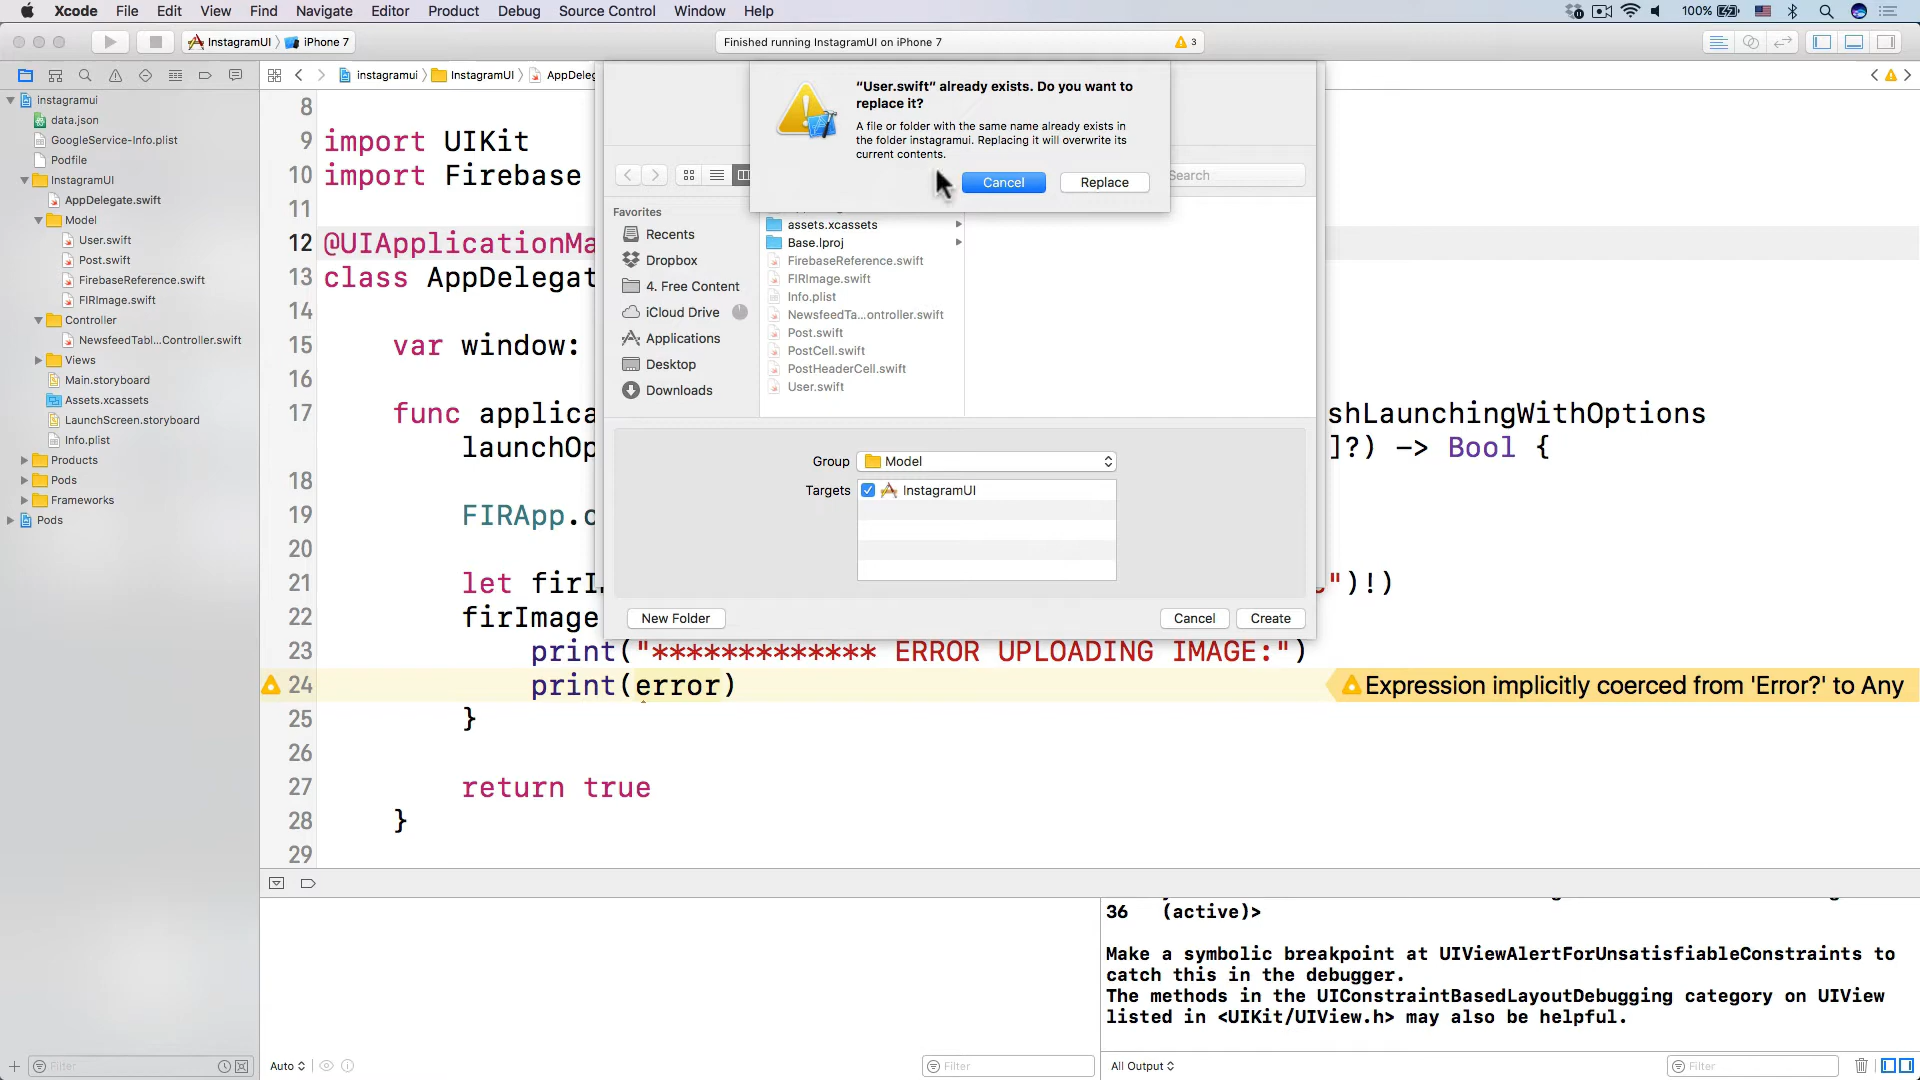 Xcode File Edit View Find Navigate Editor Product Debug Source Control Window Help
100%
InstagramUI iPhone 7
Finished running InstagramUI on iPhone 7
3
instagramui InstagramUI AppDeleg
instagramui
data.json
GoogleService-Info.plist
Podfile
InstagramUI
AppDelegate.swift
Model
User.swift
Post.swift
FirebaseReference.swift
FIRImage.swift
Controller
NewsfeedTabl...Controller.swift
Views
Main.storyboard
Assets.xcassets
LaunchScreen.storyboard
Info.plist
Products
Pods
Frameworks
Pods
Filter
8
9 import UIKit
10 import Firebase
11
12 @UIApplicationMa
13 class AppDelegat
14
15 var window:
16
17 func applica shLaunchingWithOptions
launchOp ]?) -> Bool {
18
19 FIRApp.c
20
21 let firI ")!)
22 firImage
23 print("************* ERROR UPLOADING IMAGE:")
24 print(error)
Expression implicitly coerced from 'Error?' to Any
25 }
26
27 return true
28 }
29
“User.swift” already exists. Do you want to
replace it?
A file or folder with the same name already exists in
the folder instagramui. Replacing it will overwrite its
current contents.
Cancel Replace
Search
Favorites
Recents
Dropbox
4. Free Content
iCloud Drive
Applications
Desktop
Downloads
assets.xcassets
Base.lproj
FirebaseReference.swift
FIRImage.swift
Info.plist
NewsfeedTa...ontroller.swift
Post.swift
PostCell.swift
PostHeaderCell.swift
User.swift
Group Model
Targets InstagramUI
New Folder Cancel Create
36 (active)>
Make a symbolic breakpoint at UIViewAlertForUnsatisfiableConstraints to
catch this in the debugger.
The methods in the UIConstraintBasedLayoutDebugging category on UIView
listed in <UIKit/UIView.h> may also be helpful.
Auto Filter All Output Filter